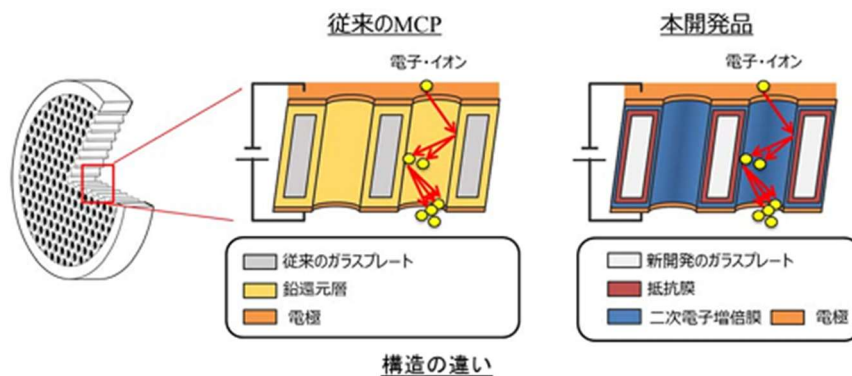 従来のMCP
電子・イオン
従来のガラスプレート
鉛還元層
電極
本開発品
電子・イオン
新開発のガラスプレート
抵抗膜
二次電子増倍膜 電極
構造の違い